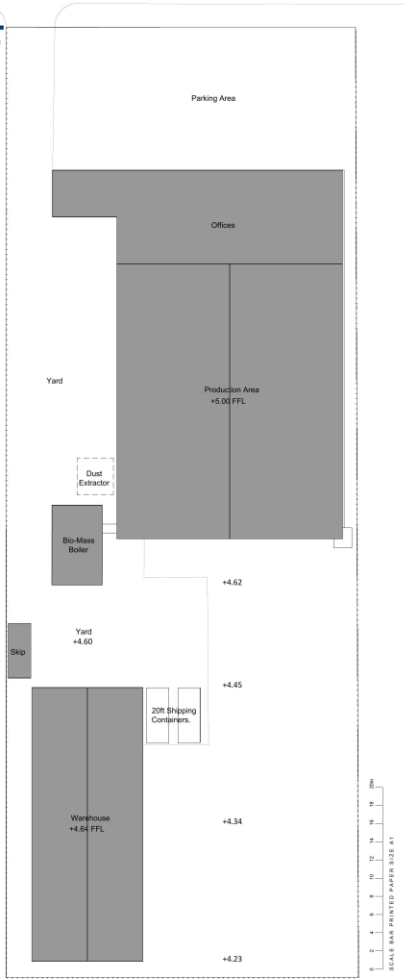 Parking Area
Offices
Yard
Production Area
+5.00 FFL
Dust
Extractor
Bio-Mass
Boiler
+4.62
Yard
+4.60
Skip
+4.45
20ft Shipping
Containers.
Warehouse
+4.64 FFL
+4.34
+4.23
0 2 4 6 8 10 12 14 16 18 20m
SCALE BAR PRINTED PAPER SIZE A1